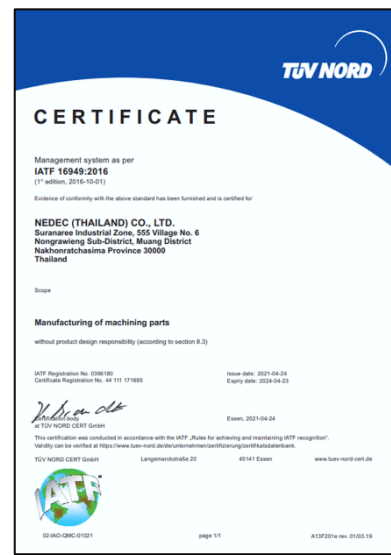 TÜV NORD
CERTIFICATE
Management system as per
IATF 16949:2016
(1st edition, 2016-10-01)
Evidence of conformity with the above standard has been furnished and is certified for
NEDEC (THAILAND) CO., LTD.
Suranaree Industrial Zone, 555 Village No. 6
Nongrawieng Sub-District, Muang District
Nakhonratchasima Province 30000
Thailand
Scope
Manufacturing of machining parts
without product design responsibility (according to section 8.3)
IATF Registration No. 0396180
Certificate Registration No. 44 111 171899
Issue date: 2021-04-24
Expiry date: 2024-04-23
Certification body
at TÜV NORD CERT GmbH
Essen, 2021-04-24
This certification was conducted in accordance with the IATF „Rules for achieving and maintaining IATF recognition“.
Validity can be verified at https://www.tuev-nord.de/de/unternehmen/zertifizierung/zertifikatsdatenbank.
TÜV NORD CERT GmbH Langemarckstraße 20 45141 Essen www.tuev-nord-cert.de
IATF
02-IAO-QMC-01021 page 1/1 A13F201e rev. 01/03.19